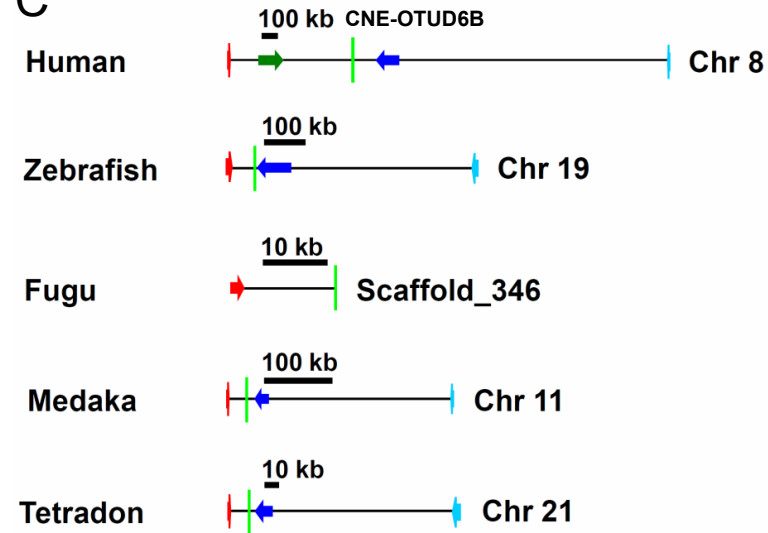 C
100 kb CNE-OTUD6B
Human Chr 8
100 kb
Zebrafish Chr 19
10 kb
Fugu Scaffold_346
100 kb
Medaka Chr 11
10 kb
Tetradon Chr 21